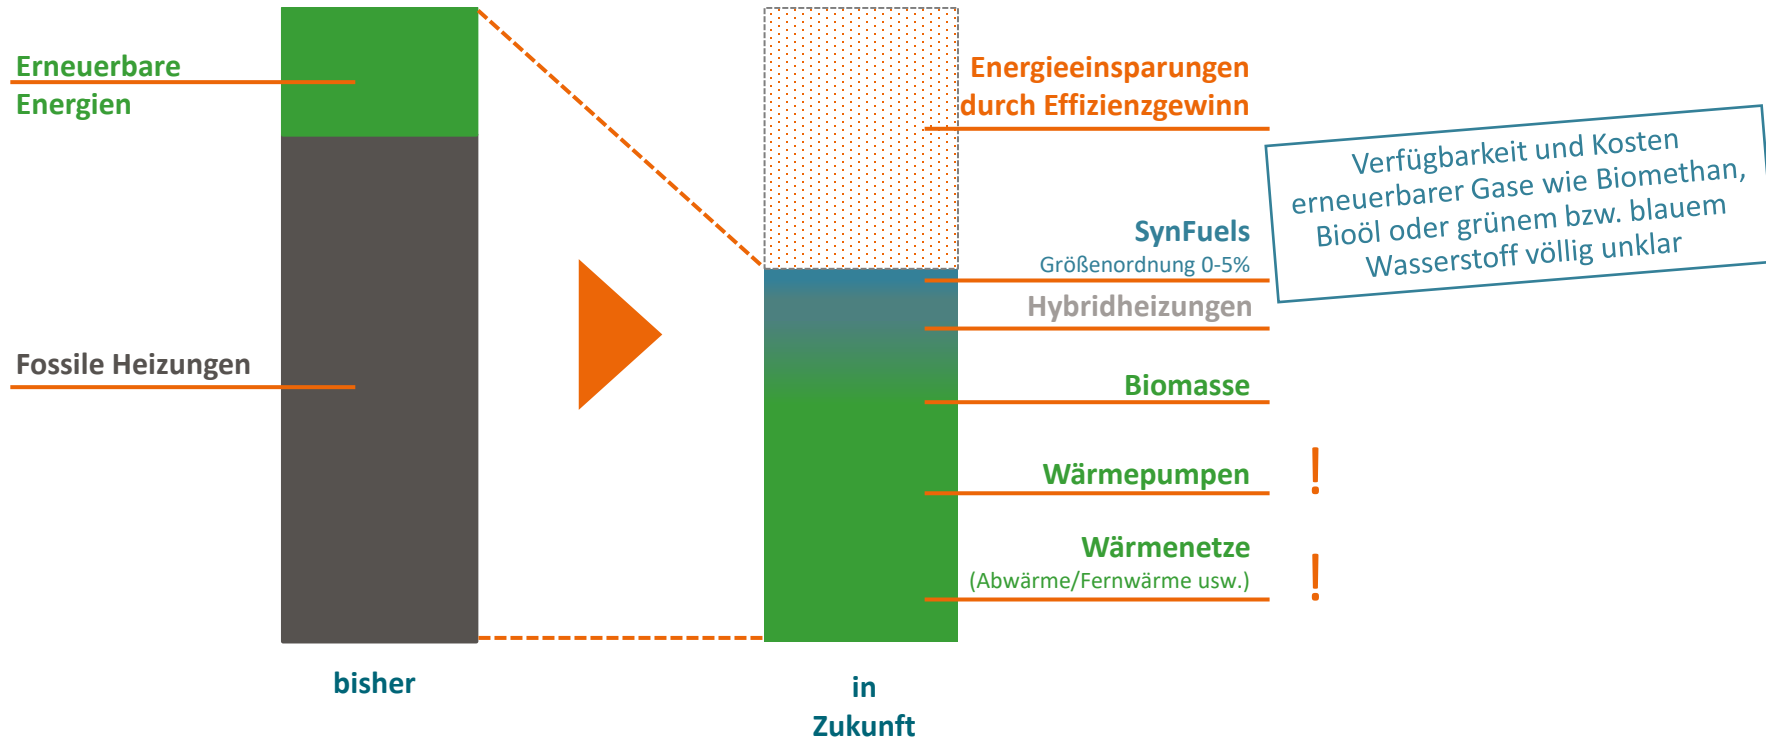 Erneuerbare
Energien
Fossile Heizungen
bisher
Energieeinsparungen
durch Effizienzgewinn
SynFuels
Größenordnung 0-5%
Hybridheizungen
Biomasse
Wärmepumpen
!
Wärmenetze
(Abwärme/Fernwärme usw.)
!
in
Zukunft
Verfügbarkeit und Kosten
erneuerbarer Gase wie Biomethan,
Bioöl oder grünem bzw. blauem
Wasserstoff völlig unklar